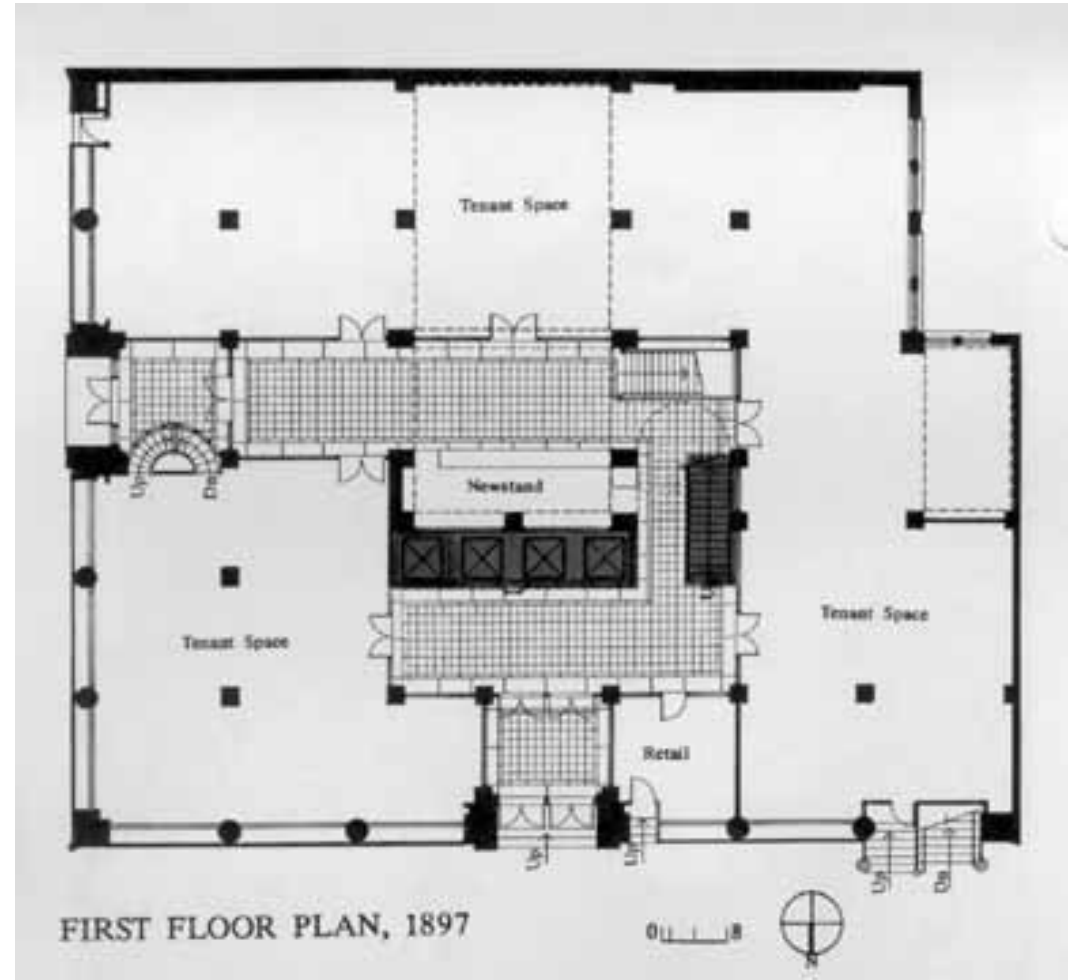 Tenant Space
Newstand
Up
Dn
Tenant Space
Tenant Space
Retail
Up
Up
Up
Dn
FIRST FLOOR PLAN, 1897
0 8
N